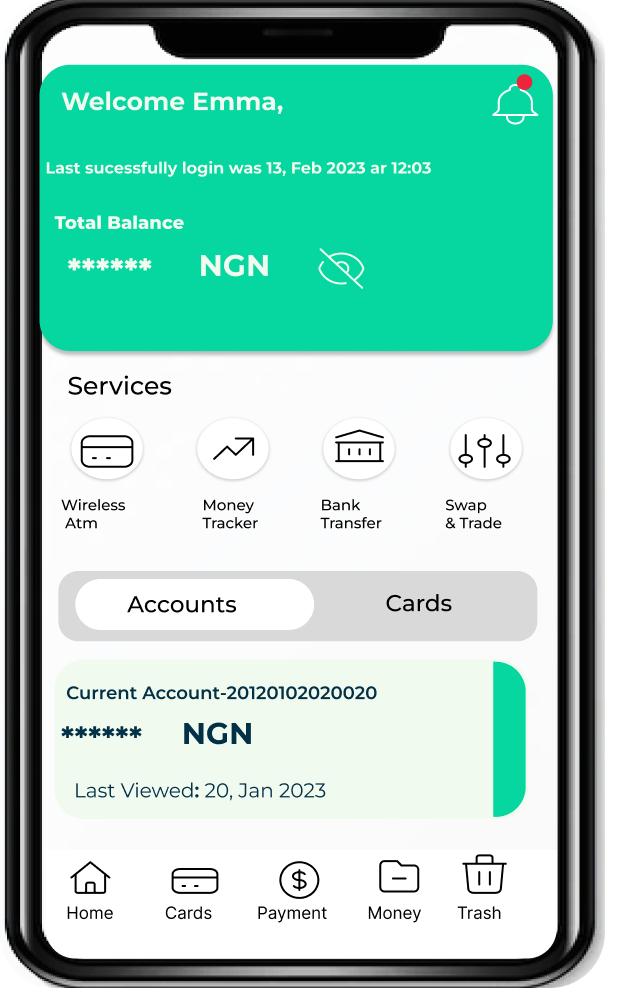 Welcome Emma,
Last sucessfully login was 13, Feb 2023 ar 12:03
Total Balance
****** NGN
Services
Wireless
Atm
Money
Tracker
Bank
Transfer
Swap
& Trade
Accounts
Cards
Current Account-20120102020020
****** NGN
Last Viewed: 20, Jan 2023
Home
Cards
Payment
Money
Trash